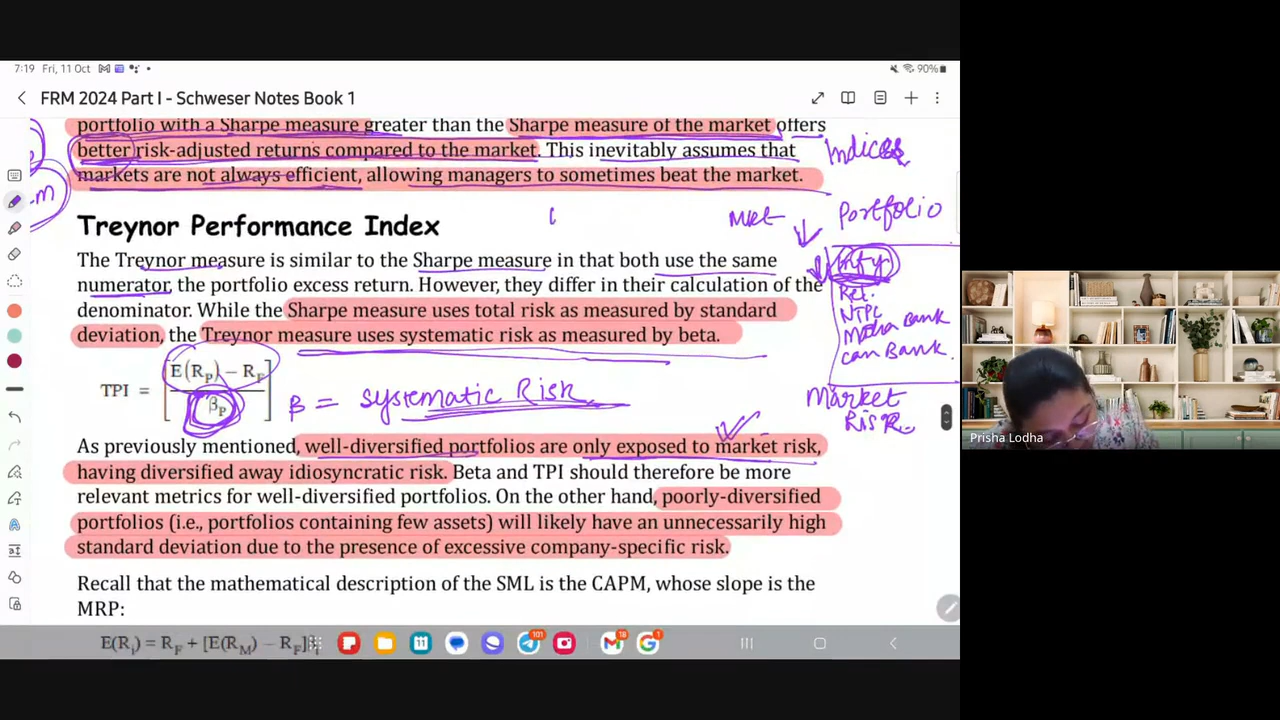 7:19 Fri, 11 Oct
90%
FRM 2024 Part I - Schweser Notes Book 1
portfolio with a Sharpe measure greater than the Sharpe measure of the market offers
better risk-adjusted returns compared to the market. This inevitably assumes that
Indices
markets are not always efficient, allowing managers to sometimes beat the market.
-m
Treynor Performance Index
Mkt
Portfolio
The Treynor measure is similar to the Sharpe measure in that both use the same
numerator, the portfolio excess return. However, they differ in their calculation of the
denominator. While the Sharpe measure uses total risk as measured by standard
deviation, the Treynor measure uses systematic risk as measured by beta.
Rel.
NTPC
Maha Bank
Can Bank.
TPI = [E(R_P) − R_F / β_P]
β = systematic Risk
Market
Risk
As previously mentioned, well-diversified portfolios are only exposed to market risk,
having diversified away idiosyncratic risk. Beta and TPI should therefore be more
relevant metrics for well-diversified portfolios. On the other hand, poorly-diversified
portfolios (i.e., portfolios containing few assets) will likely have an unnecessarily high
standard deviation due to the presence of excessive company-specific risk.
Recall that the mathematical description of the SML is the CAPM, whose slope is the
MRP:
E(R_i) = R_F + [E(R_M) − R_F]
11
101
18
1
Prisha Lodha